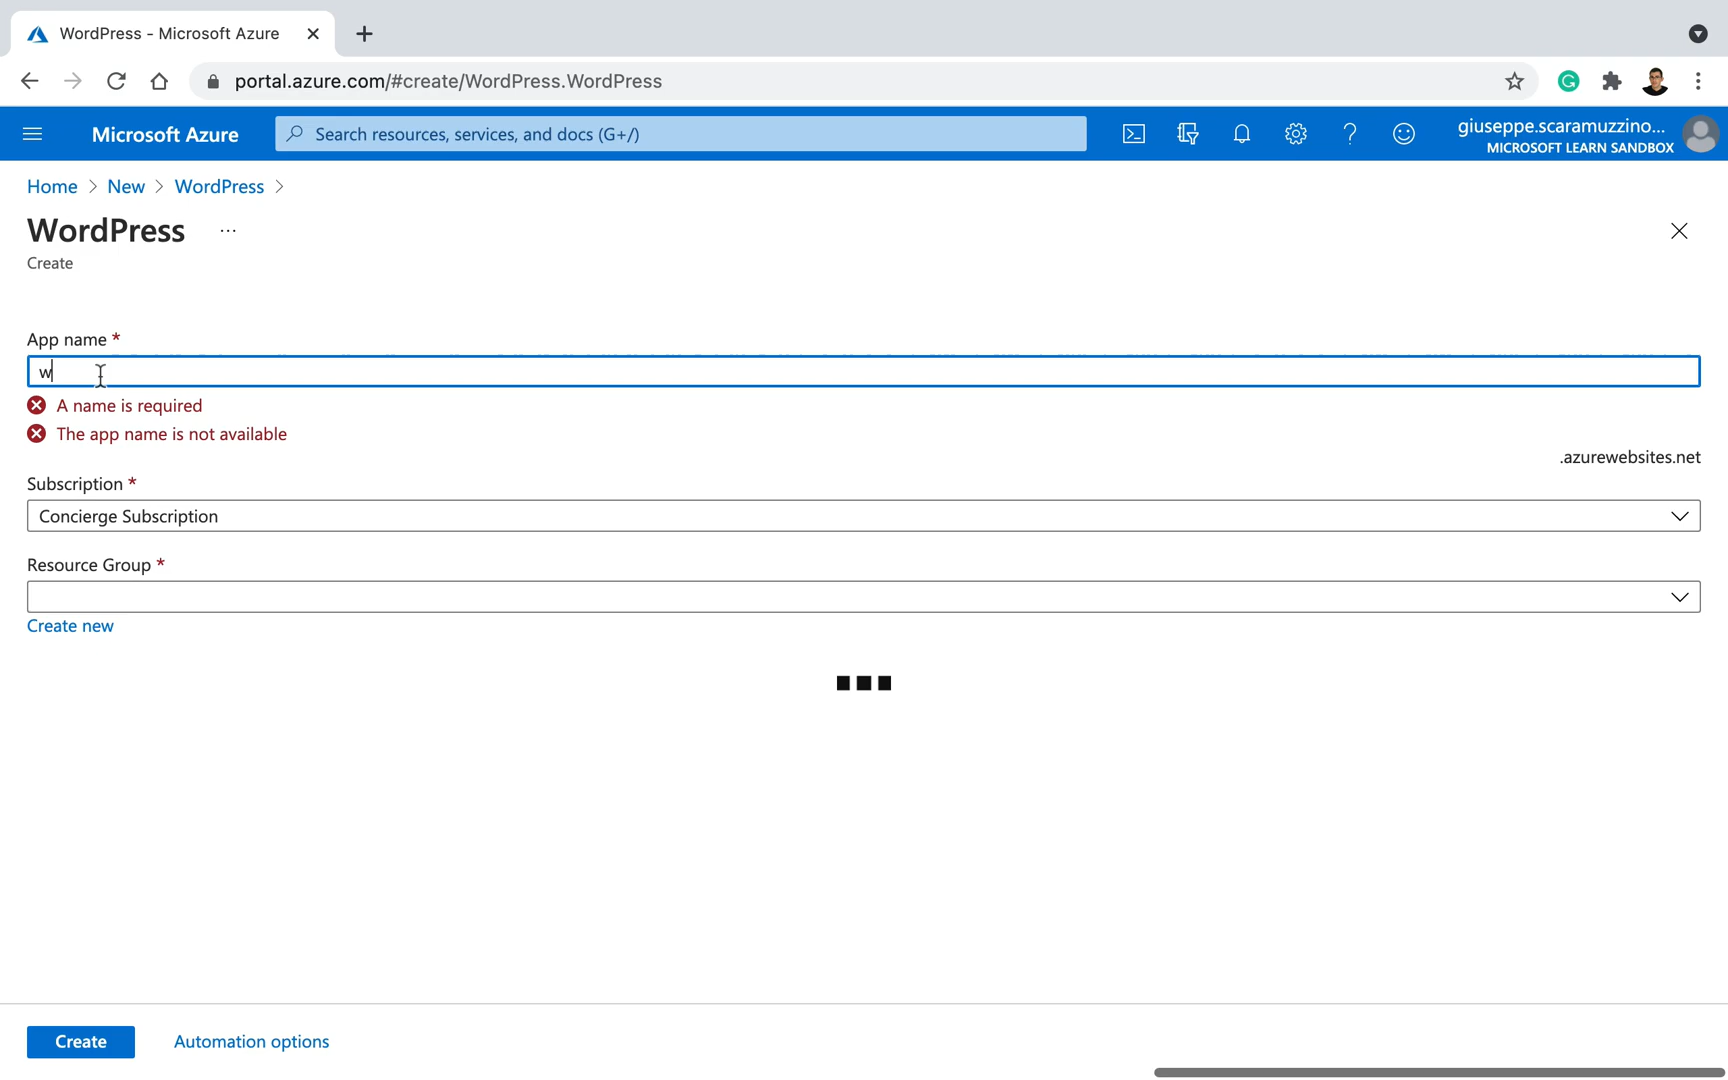 WordPress - Microsoft Azure
portal.azure.com/#create/WordPress.WordPress
Microsoft Azure
Search resources, services, and docs (G+/)
giuseppe.scaramuzzino...
MICROSOFT LEARN SANDBOX
Home > New > WordPress >
WordPress ...
Create
App name *
w
A name is required
The app name is not available
.azurewebsites.net
Subscription *
Concierge Subscription
Resource Group *
Create new
Create
Automation options